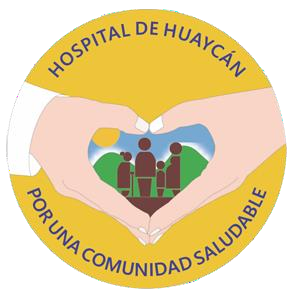 HOSPITAL DE HUAYCÁN
POR UNA COMUNIDAD SALUDABLE